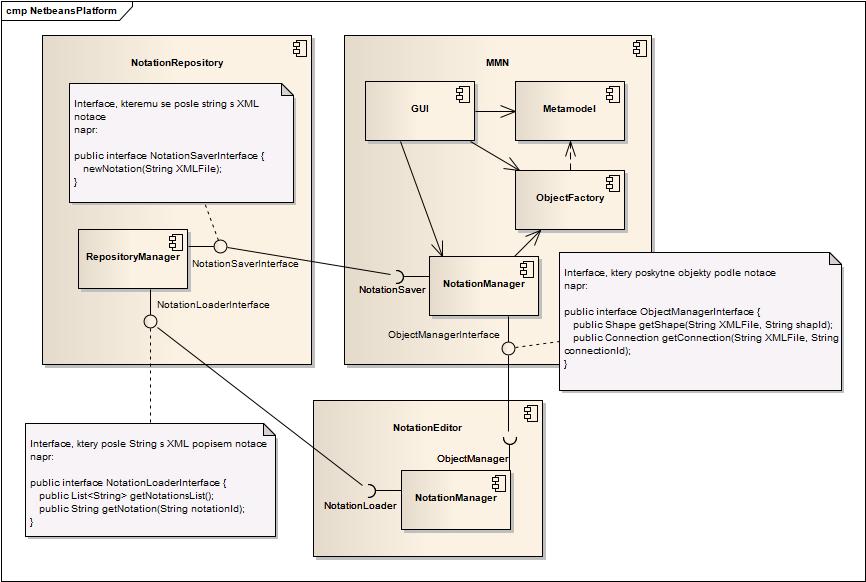 cmp NetbeansPlatform
NotationRepository
Interface, kteremu se posle string s XML
notace
napr:
public interface NotationSaverInterface {
newNotation(String XMLFile);
}
RepositoryManager
NotationSaverInterface
NotationLoaderInterface
MMN
GUI
Metamodel
ObjectFactory
NotationSaver
NotationManager
ObjectManagerInterface
Interface, ktery poskytne objekty podle notace
napr:
public interface ObjectManagerInterface {
public Shape getShape(String XMLFile, String shapId);
public Connection getConnection(String XMLFile, String
connectionId);
}
Interface, ktery posle String s XML popisem notace
napr:
public interface NotationLoaderInterface {
public List<String> getNotationsList();
public String getNotation(String notationId);
}
NotationEditor
ObjectManager
NotationLoader
NotationManager